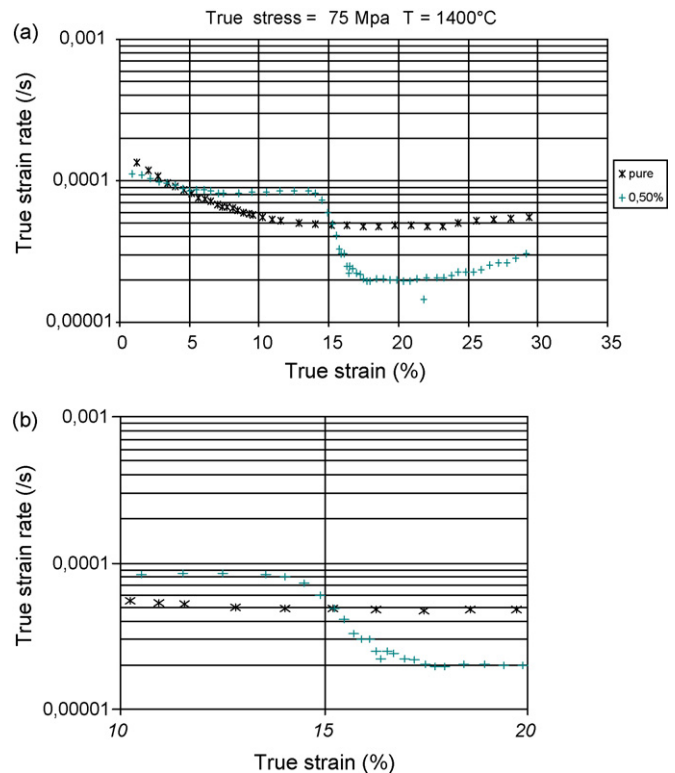 True stress = 75 Mpa T = 1400°C
(a)
0,001
0,0001
0,00001
True strain rate (/s)
0 5 10 15 20 25 30 35
True strain (%)
pure
0,50%
(b)
0,001
0,0001
0,00001
True strain rate (/s)
10 15 20
True strain (%)